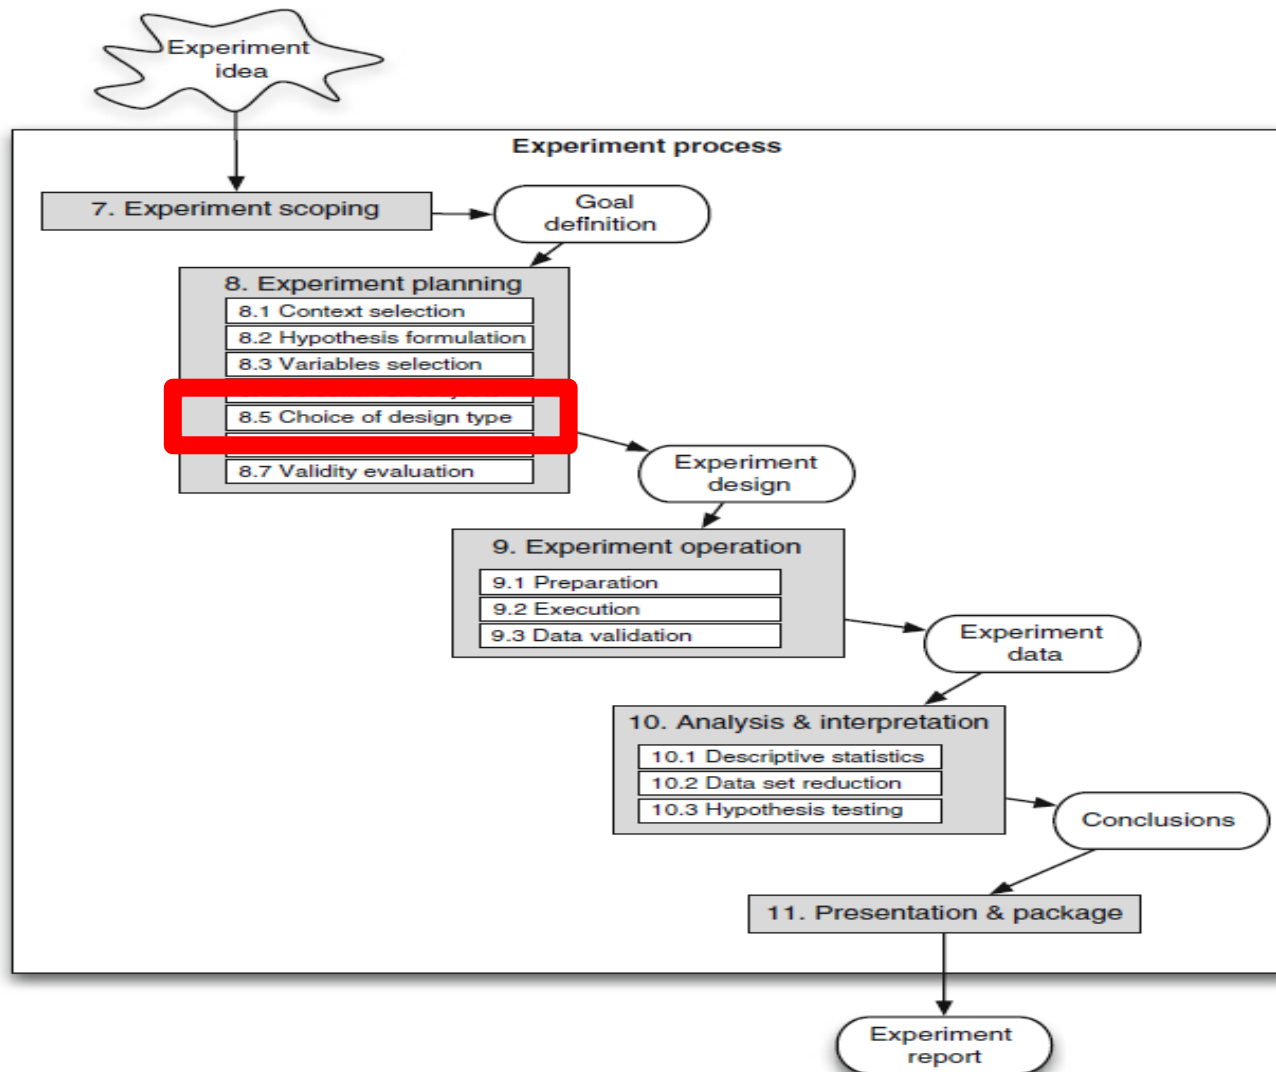 Experiment
idea
Experiment process
7. Experiment scoping
Goal
definition
8. Experiment planning
8.1 Context selection
8.2 Hypothesis formulation
8.3 Variables selection
8.5 Choice of design type
8.7 Validity evaluation
Experiment
design
9. Experiment operation
9.1 Preparation
9.2 Execution
9.3 Data validation
Experiment
data
10. Analysis & interpretation
10.1 Descriptive statistics
10.2 Data set reduction
10.3 Hypothesis testing
Conclusions
11. Presentation & package
Experiment
report